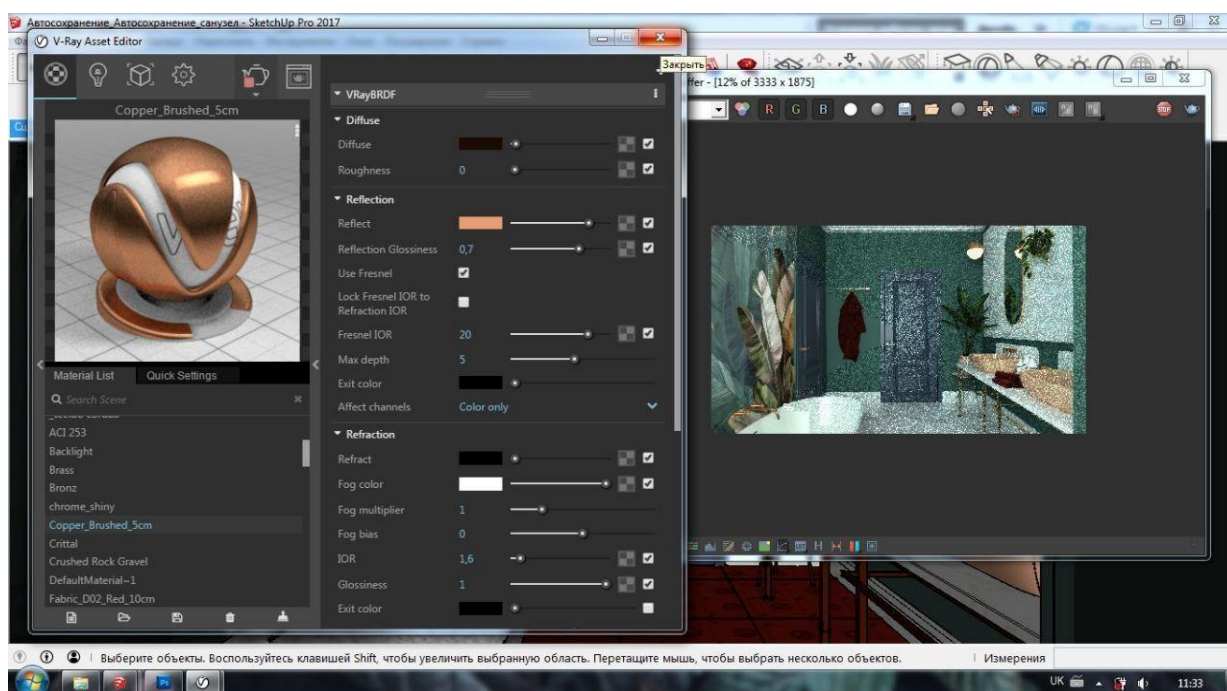 Автосохранение_Автосохранение_санузел - SketchUp Pro 2017
V-Ray Asset Editor
Закрыть
ffer - [12% of 3333 x 1875]
Copper_Brushed_5cm
VRayBRDF
R G B
Diffuse
Diffuse
Roughness 0
Reflection
Reflect
Reflection Glossiness 0,7
Use Fresnel
Lock Fresnel IOR to
Refraction IOR
Fresnel IOR 20
Max depth 5
Exit color
Affect channels Color only
Refraction
Refract
Fog color
Fog multiplier 1
Fog bias 0
IOR 1,6
Glossiness 1
Exit color
Material List Quick Settings
Search Scene
ACI 253
Backlight
Brass
Bronz
chrome_shiny
Copper_Brushed_5cm
Crittal
Crushed Rock Gravel
DefaultMaterial~1
Fabric_D02_Red_10cm
Выберите объекты. Воспользуйтесь клавишей Shift, чтобы увеличить выбранную область. Перетащите мышь, чтобы выбрать несколько объектов.
Измерения
Ps
UK
11:33